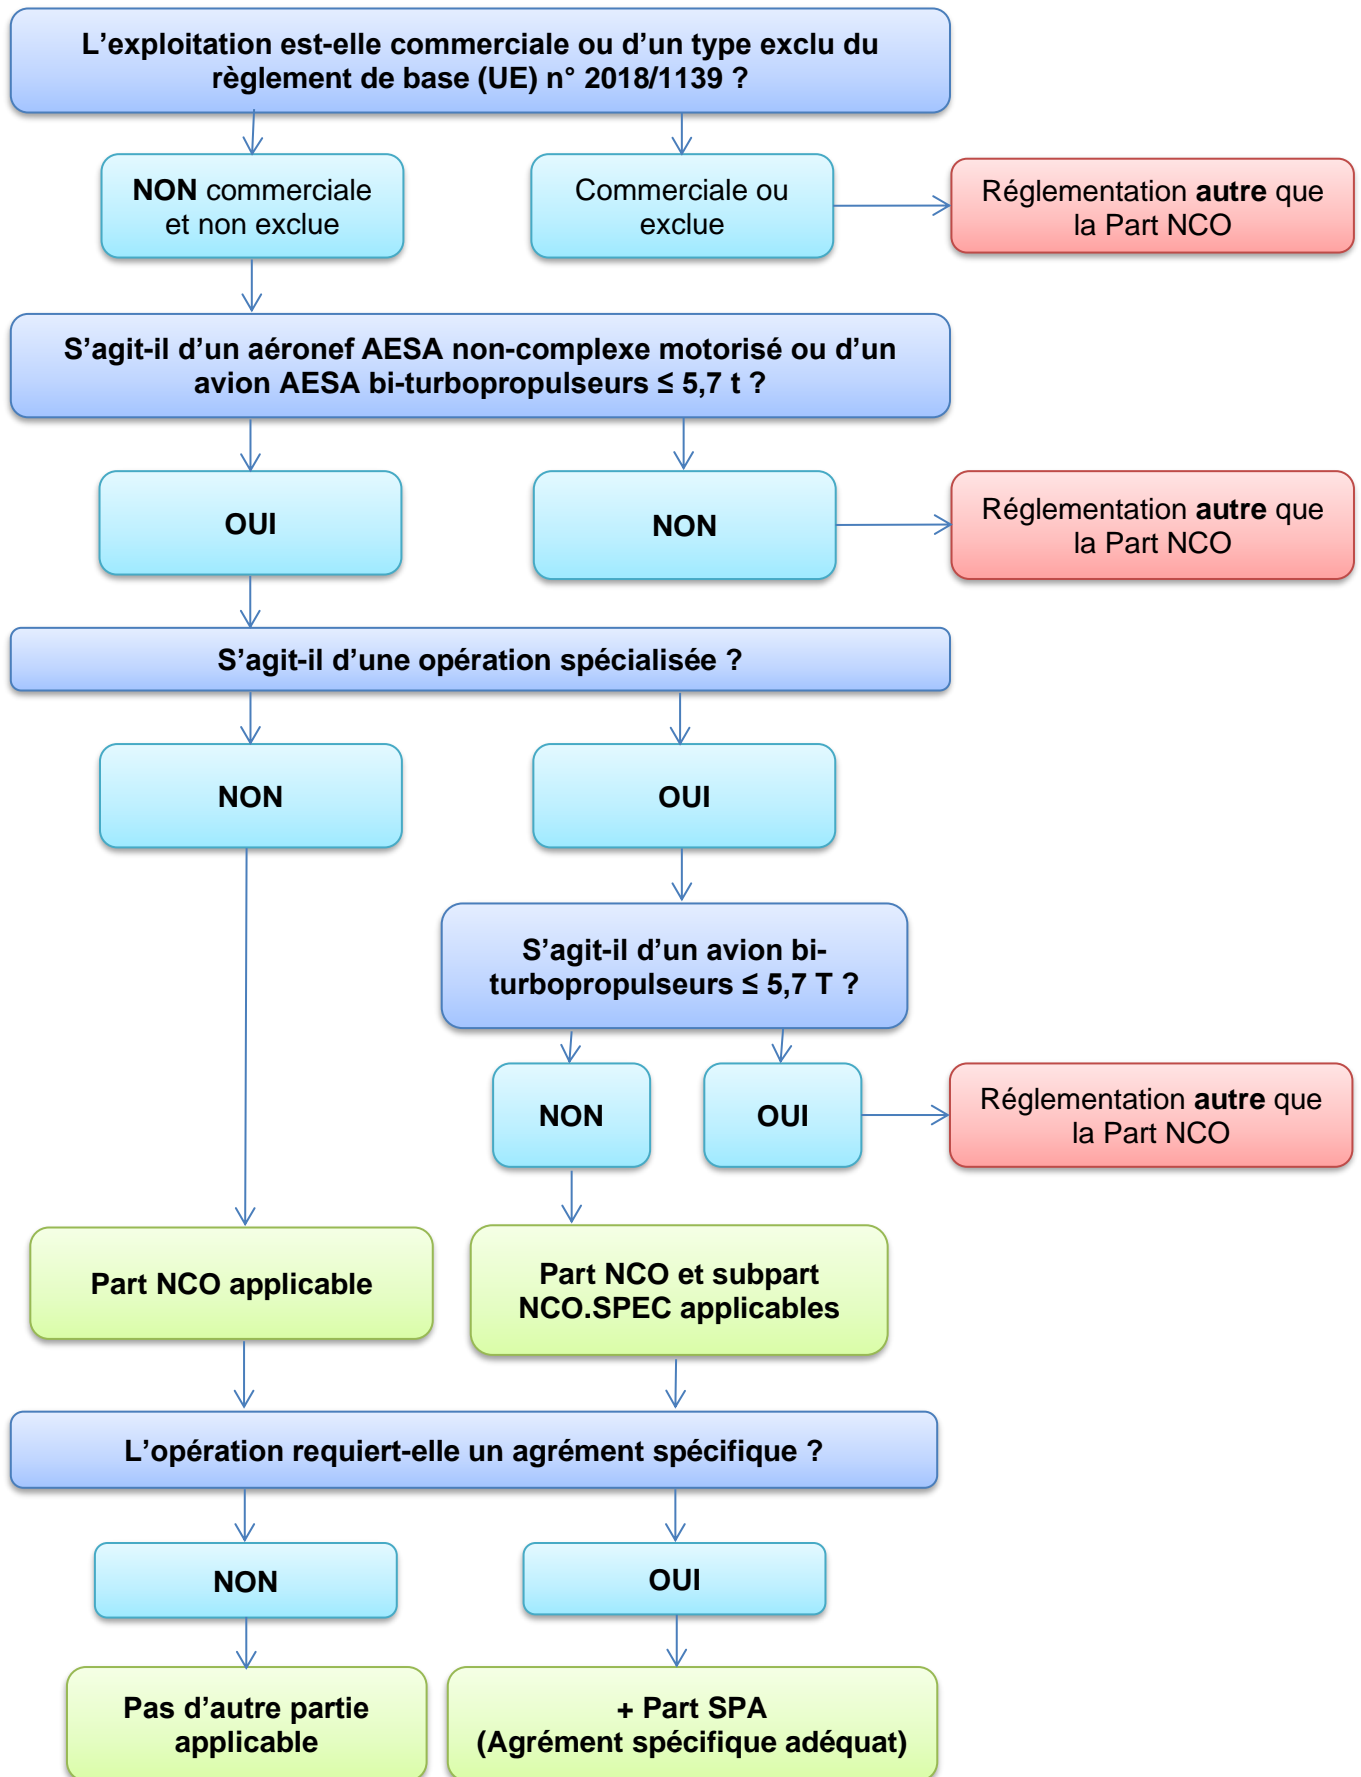 L’exploitation est-elle commerciale ou d’un type exclu du
règlement de base (UE) n° 2018/1139 ?
NON commerciale
et non exclue
Commerciale ou
exclue
Réglementation autre que
la Part NCO
S’agit-il d’un aéronef AESA non-complexe motorisé ou d’un
avion AESA bi-turbopropulseurs ≤ 5,7 t ?
OUI
NON
Réglementation autre que
la Part NCO
S’agit-il d’une opération spécialisée ?
NON
OUI
S’agit-il d’un avion bi-
turbopropulseurs ≤ 5,7 T ?
NON
OUI
Réglementation autre que
la Part NCO
Part NCO applicable
Part NCO et subpart
NCO.SPEC applicables
L’opération requiert-elle un agrément spécifique ?
NON
OUI
Pas d’autre partie
applicable
+ Part SPA
(Agrément spécifique adéquat)